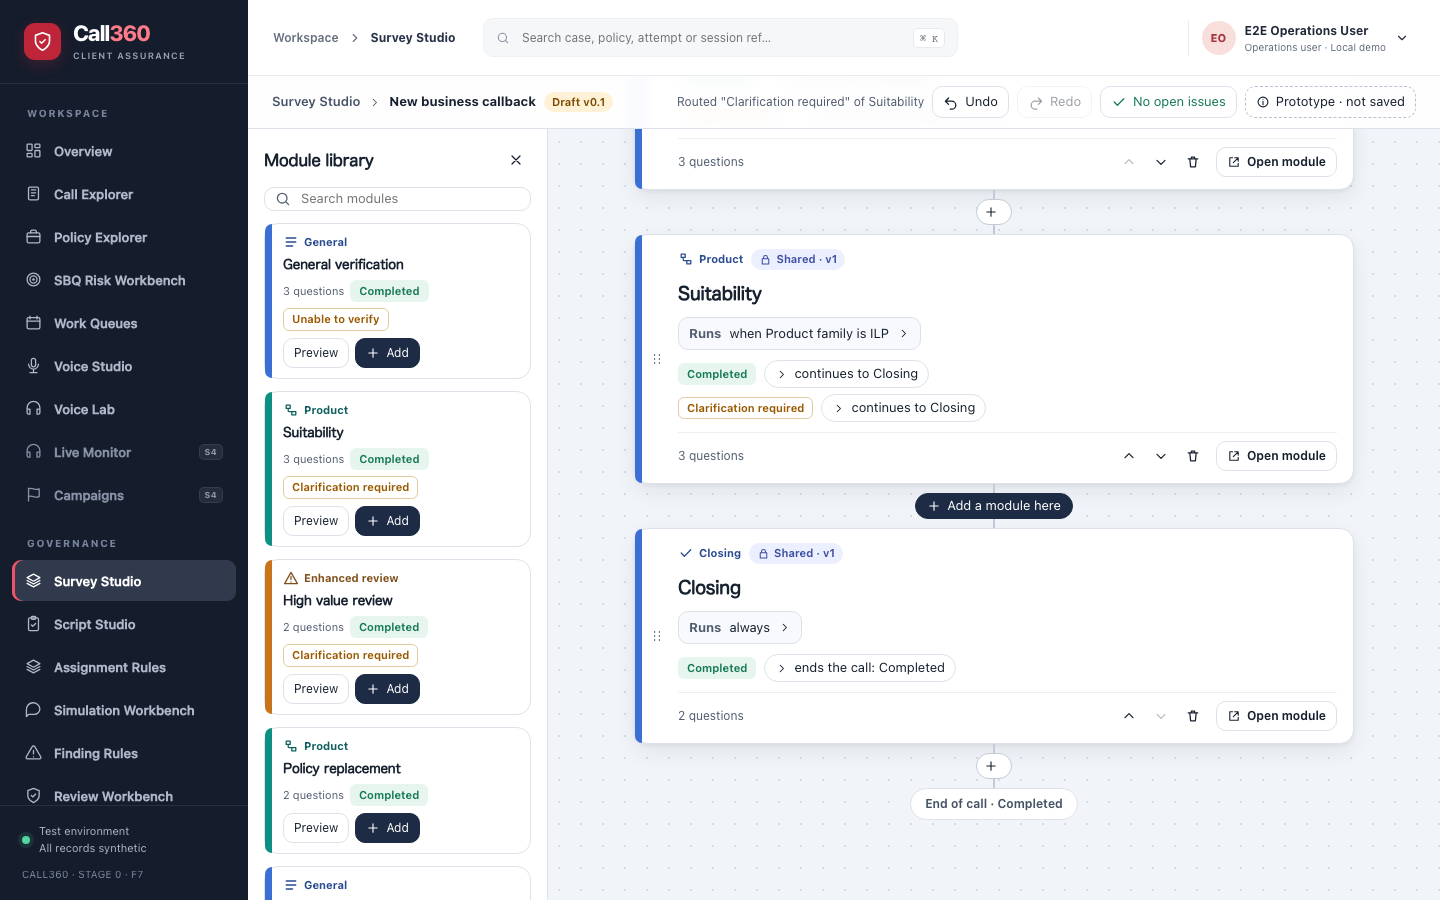 Call360
CLIENT ASSURANCE
WORKSPACE
Overview
Call Explorer
Policy Explorer
SBQ Risk Workbench
Work Queues
Voice Studio
Voice Lab
Live Monitor S4
Campaigns S4
GOVERNANCE
Survey Studio
Script Studio
Assignment Rules
Simulation Workbench
Finding Rules
Review Workbench
Test environment
All records synthetic
CALL360 · STAGE 0 · F7
Workspace > Survey Studio
Search case, policy, attempt or session ref...
⌘ K
EO
E2E Operations User
Operations user · Local demo
Survey Studio > New business callback Draft v0.1
Routed "Clarification required" of Suitability
Undo
Redo
No open issues
Prototype · not saved
Module library
Search modules
General
General verification
3 questions Completed
Unable to verify
Preview + Add
Product
Suitability
3 questions Completed
Clarification required
Preview + Add
Enhanced review
High value review
2 questions Completed
Clarification required
Preview + Add
Product
Policy replacement
2 questions Completed
Preview + Add
General
3 questions
Open module
+
Product Shared · v1
Suitability
Runs when Product family is ILP >
Completed > continues to Closing
Clarification required > continues to Closing
3 questions
Open module
+ Add a module here
Closing Shared · v1
Closing
Runs always >
Completed > ends the call: Completed
2 questions
Open module
+
End of call · Completed